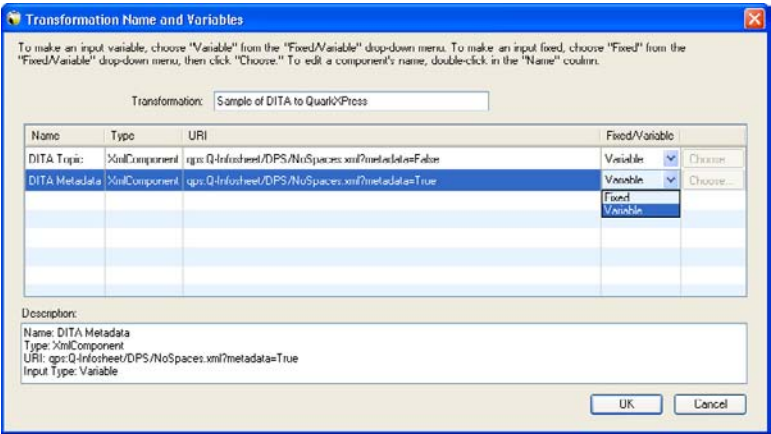 Transformation Name and Variables
To make an input variable, choose "Variable" from the "Fixed/Variable" drop-down menu. To make an input fixed, choose "Fixed" from the
"Fixed/Variable" drop-down menu, then click "Choose." To edit a component's name, double-click in the "Name" coulmn.
Transformation: Sample of DITA to QuarkXPress
Name Type URI Fixed/Variable
DITA Topic XmlComponent qps:Q-Infosheet/DPS/NoSpaces.xml?metadata=False Variable Choose...
DITA Metadata XmlComponent qps:Q-Infosheet/DPS/NoSpaces.xml?metadata=True Variable Choose...
Fixed
Variable
Description:
Name: DITA Metadata
Type: XmlComponent
URI: qps:Q-Infosheet/DPS/NoSpaces.xml?metadata=True
Input Type: Variable
OK Cancel